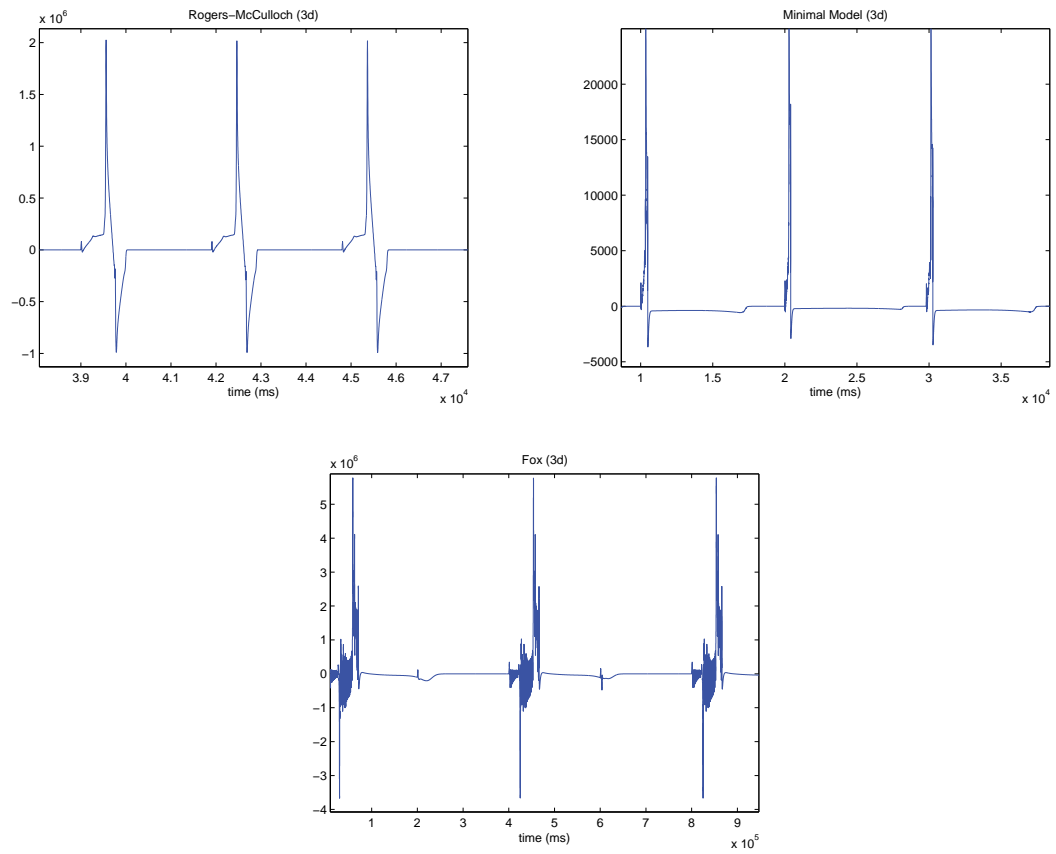 Rogers−McCulloch (3d)
x 10^6
2
1.5
1
0.5
0
−0.5
−1
3.9 4 4.2 4.3 4.5 4.6 4.7
time (ms)
x 10^4
Minimal Model (3d)
20000
15000
10000
5000
0
−5000
1 1.5 2 2.5 3 3.5
time (ms)
x 10^4
Fox (3d)
x 10^6
5
4
3
2
1
0
−1
−2
−3
−4
1 2 3 4 5 6 7 8 9
time (ms)
x 10^5